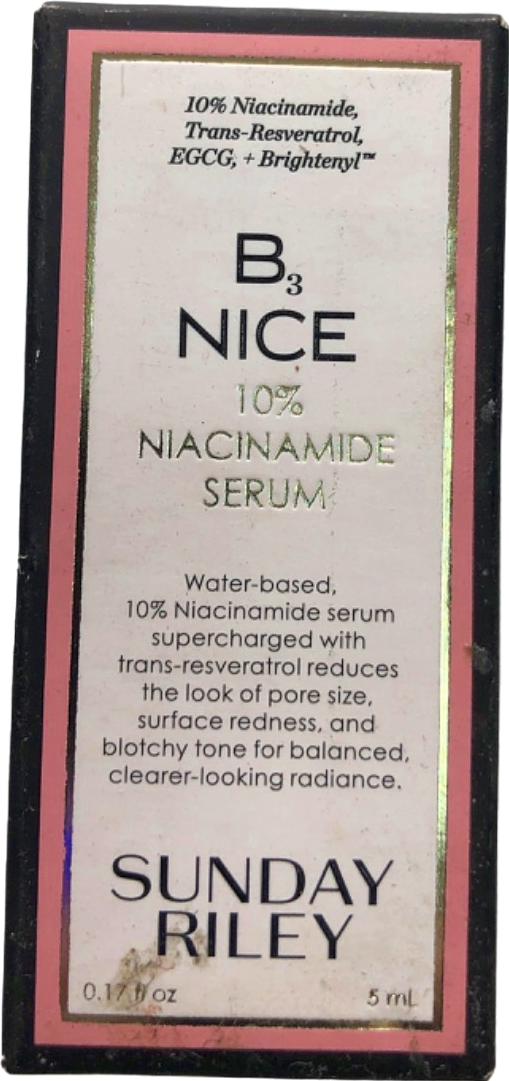 10% Niacinamide,
Trans-Resveratrol,
EGCG, + Brightenyl™
B₃
NICE
10%
NIACINAMIDE
SERUM
Water-based,
10% Niacinamide serum
supercharged with
trans-resveratrol reduces
the look of pore size,
surface redness, and
blotchy tone for balanced,
clearer-looking radiance.
SUNDAY
RILEY
0.17 fl oz 5 mL